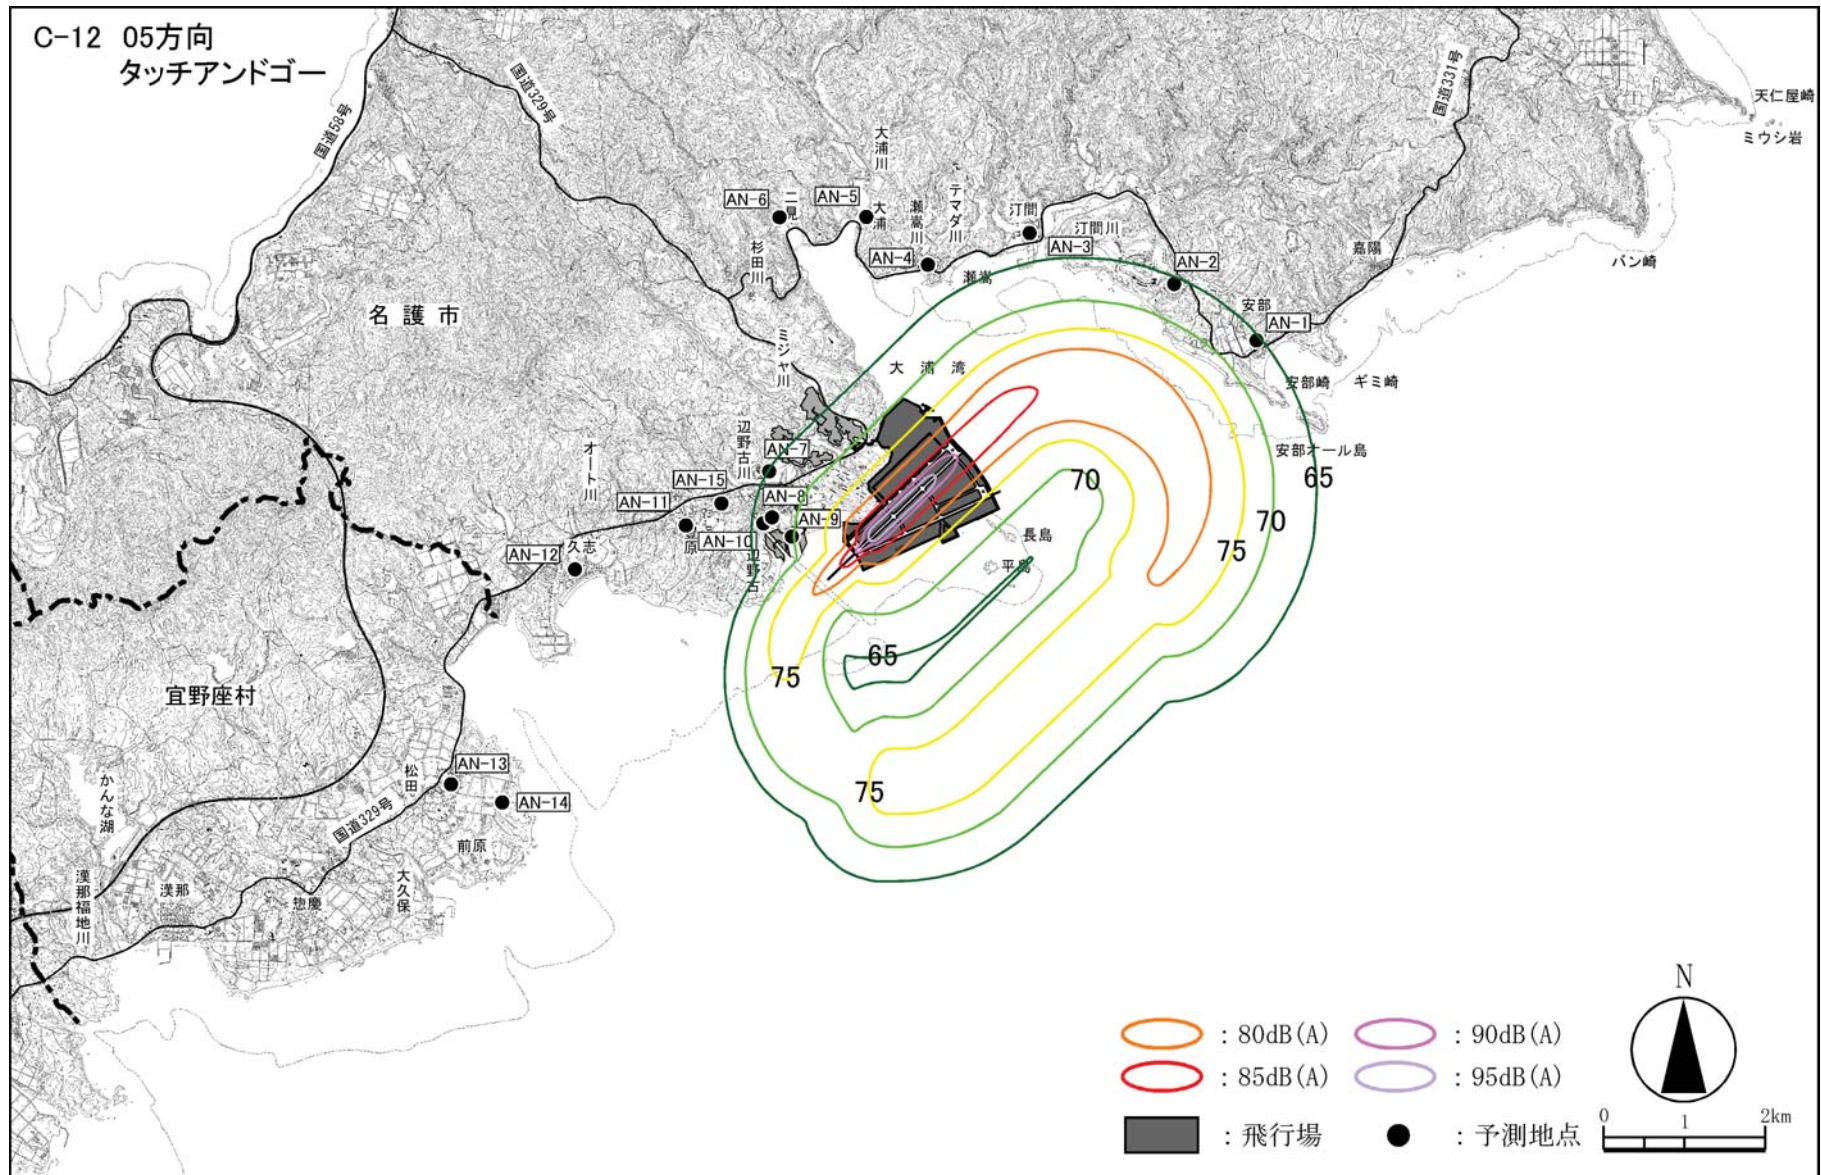 C-12 05方向
タッチアンドゴー
国道58号
国道329号
国道331号
天仁屋崎
ミウシ岩
大浦川
テマダ川
瀬嵩川
AN-6
二見
AN-5
大浦
汀間
汀間川
AN-3
杉田川
AN-4
瀬嵩
AN-2
嘉陽
バン崎
名護市
安部
AN-1
ミジャ川
大浦湾
安部崎
ギミ崎
辺野古川
オート川
AN-7
安部オール島
65
70
AN-15
AN-11
AN-8
AN-9
70
原
AN-10
辺野古
長島
75
AN-12
久志
平島
65
75
宜野座村
AN-13
75
松田
AN-14
かんな湖
国道329号
前原
漢那福地川
漢那
惣慶
大久保
N
:80dB(A)
:90dB(A)
:85dB(A)
:95dB(A)
0 1 2km
:飛行場
:予測地点